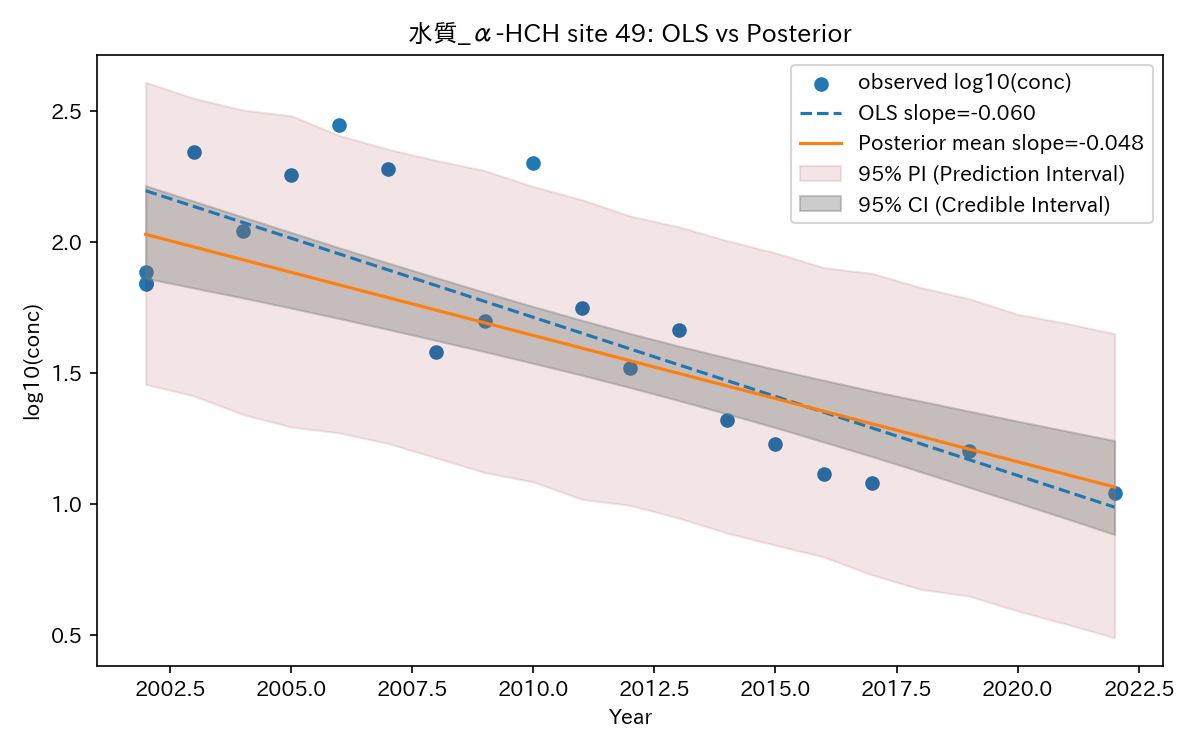 水質_α-HCH site 49: OLS vs Posterior
observed log10(conc)
OLS slope=-0.060
Posterior mean slope=-0.048
95% PI (Prediction Interval)
95% CI (Credible Interval)
log10(conc)
2.5
2.0
1.5
1.0
0.5
2002.5 2005.0 2007.5 2010.0 2012.5 2015.0 2017.5 2020.0 2022.5
Year